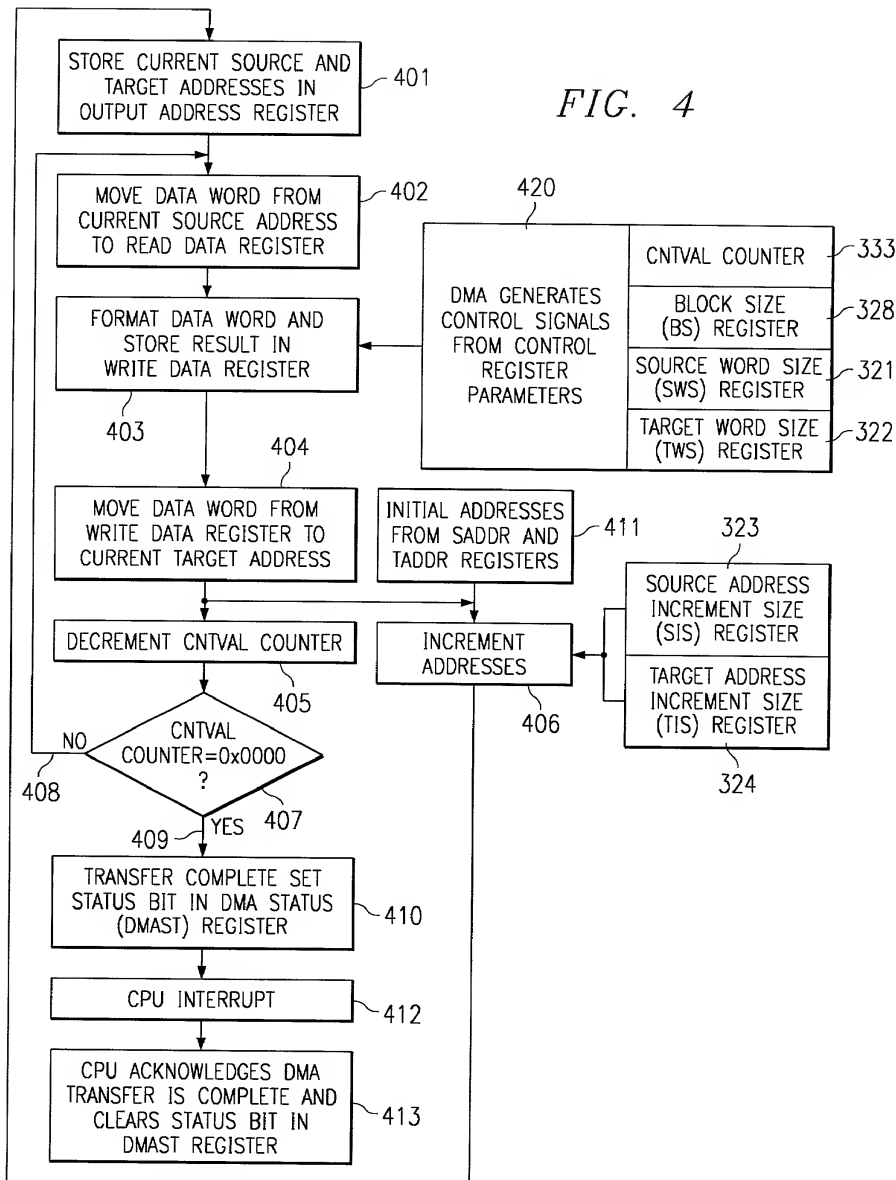 STORE CURRENT SOURCE AND
TARGET ADDRESSES IN
OUTPUT ADDRESS REGISTER
401
FIG. 4
MOVE DATA WORD FROM
CURRENT SOURCE ADDRESS
TO READ DATA REGISTER
402
FORMAT DATA WORD AND
STORE RESULT IN
WRITE DATA REGISTER
403
420
DMA GENERATES
CONTROL SIGNALS
FROM CONTROL
REGISTER
PARAMETERS
CNTVAL COUNTER
333
BLOCK SIZE
(BS) REGISTER
328
SOURCE WORD SIZE
(SWS) REGISTER
321
TARGET WORD SIZE
(TWS) REGISTER
322
404
MOVE DATA WORD FROM
WRITE DATA REGISTER TO
CURRENT TARGET ADDRESS
INITIAL ADDRESSES
FROM SADDR AND
TADDR REGISTERS
411
323
SOURCE ADDRESS
INCREMENT SIZE
(SIS) REGISTER
TARGET ADDRESS
INCREMENT SIZE
(TIS) REGISTER
324
DECREMENT CNTVAL COUNTER
405
INCREMENT
ADDRESSES
406
CNTVAL
COUNTER=0x0000
?
407
NO
408
409
YES
TRANSFER COMPLETE SET
STATUS BIT IN DMA STATUS
(DMAST) REGISTER
410
CPU INTERRUPT
412
CPU ACKNOWLEDGES DMA
TRANSFER IS COMPLETE AND
CLEARS STATUS BIT IN
DMAST REGISTER
413